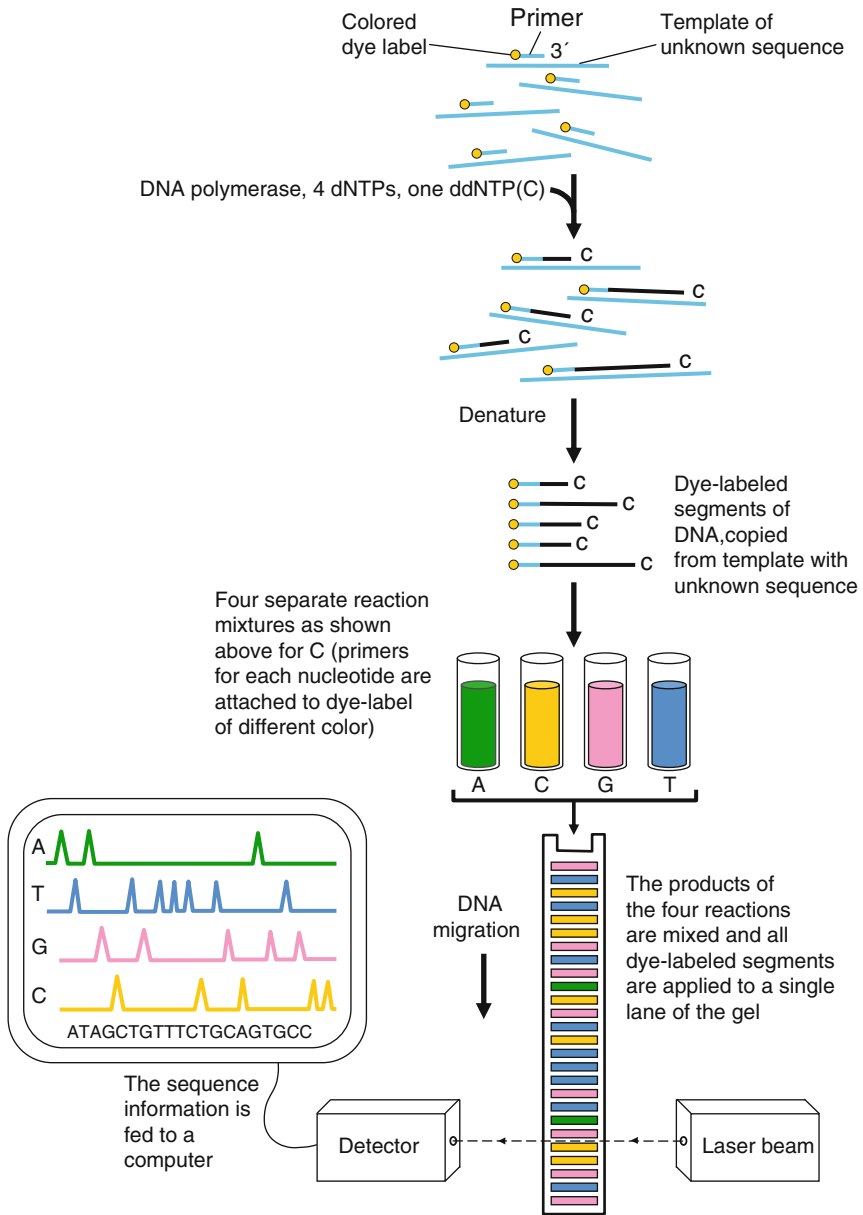 Colored
dye label
Primer
3´
Template of
unknown sequence
DNA polymerase, 4 dNTPs, one ddNTP(C)
C
C
C
C
C
Denature
C
C
C
C
C
Dye-labeled
segments of
DNA,copied
from template with
unknown sequence
Four separate reaction
mixtures as shown
above for C (primers
for each nucleotide are
attached to dye-label
of different color)
A C G T
A
T
G
C
ATAGCTGTTTCTGCAGTGCC
DNA
migration
The products of
the four reactions
are mixed and all
dye-labeled segments
are applied to a single
lane of the gel
The sequence
information is
fed to a
computer
Detector
Laser beam